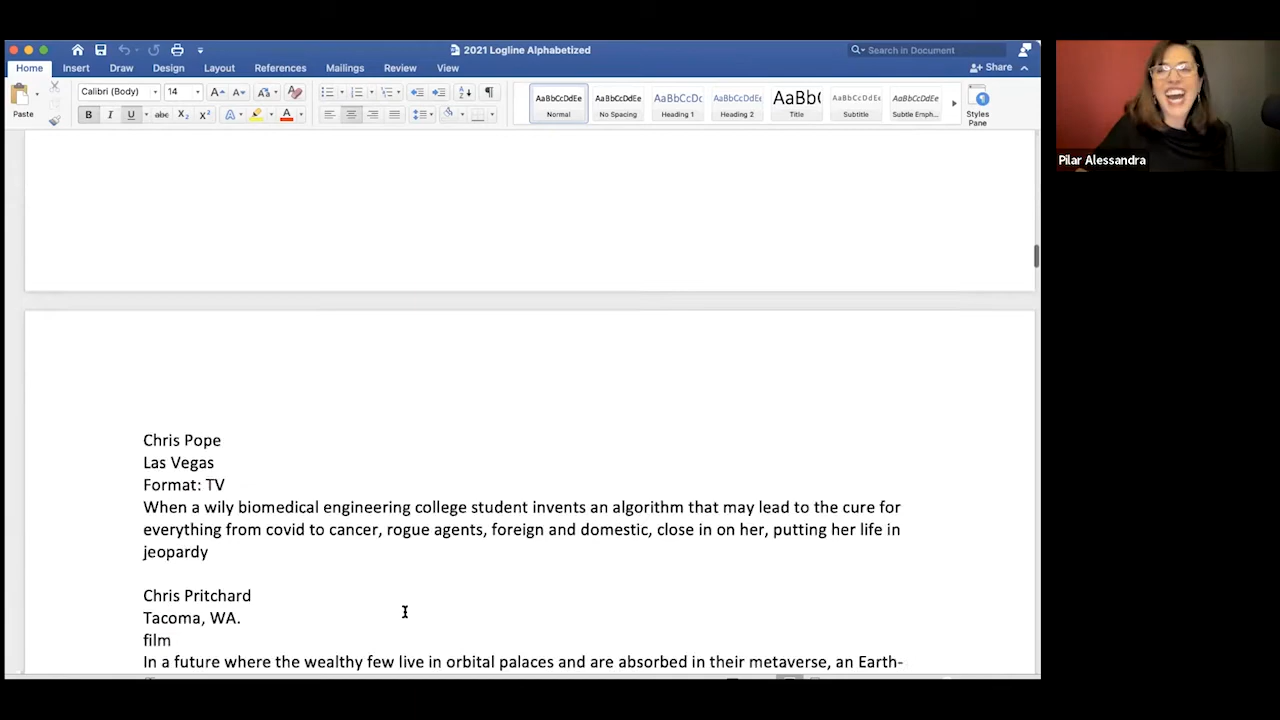 2021 Logline Alphabetized
Search in Document
Home Insert Draw Design Layout References Mailings Review View
Share
Paste
Calibri (Body) 14
AaBbCcDdEe AaBbCcDdEe AaBbCcDc AaBbCcDdEe AaBb( AaBbCcDdEe AaBbCcDdEe
Normal No Spacing Heading 1 Heading 2 Title Subtitle Subtle Emph...
Styles
Pane
Pilar Alessandra
Chris Pope
Las Vegas
Format: TV
When a wily biomedical engineering college student invents an algorithm that may lead to the cure for
everything from covid to cancer, rogue agents, foreign and domestic, close in on her, putting her life in
jeopardy
Chris Pritchard
Tacoma, WA.
film
In a future where the wealthy few live in orbital palaces and are absorbed in their metaverse, an Earth-